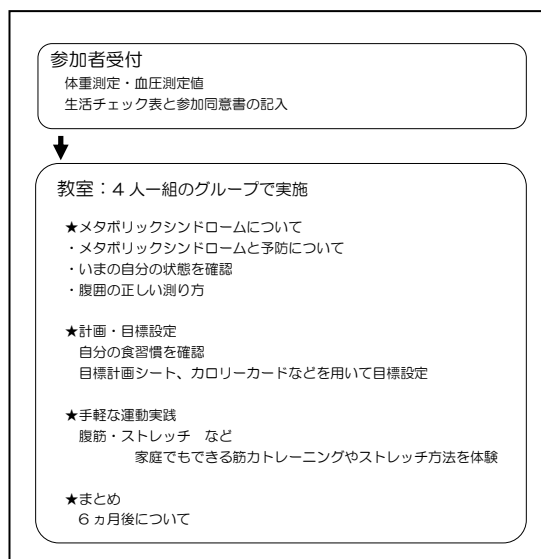 参加者受付
体重測定・血圧測定値
生活チェック表と参加同意書の記入
教室：4 人一組のグループで実施
★メタボリックシンドロームについて
・メタボリックシンドロームと予防について
・いまの自分の状態を確認
・腹囲の正しい測り方
★計画・目標設定
自分の食習慣を確認
目標計画シート、カロリーカードなどを用いて目標設定
★手軽な運動実践
腹筋・ストレッチ　など
家庭でもできる筋力トレーニングやストレッチ方法を体験
★まとめ
6 ヵ月後について